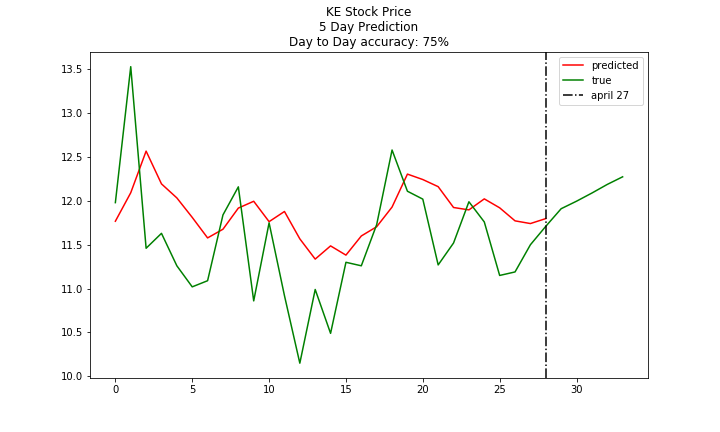 KE Stock Price
5 Day Prediction
Day to Day accuracy: 75%
predicted
true
april 27
13.5
13.0
12.5
12.0
11.5
11.0
10.5
10.0
0 5 10 15 20 25 30